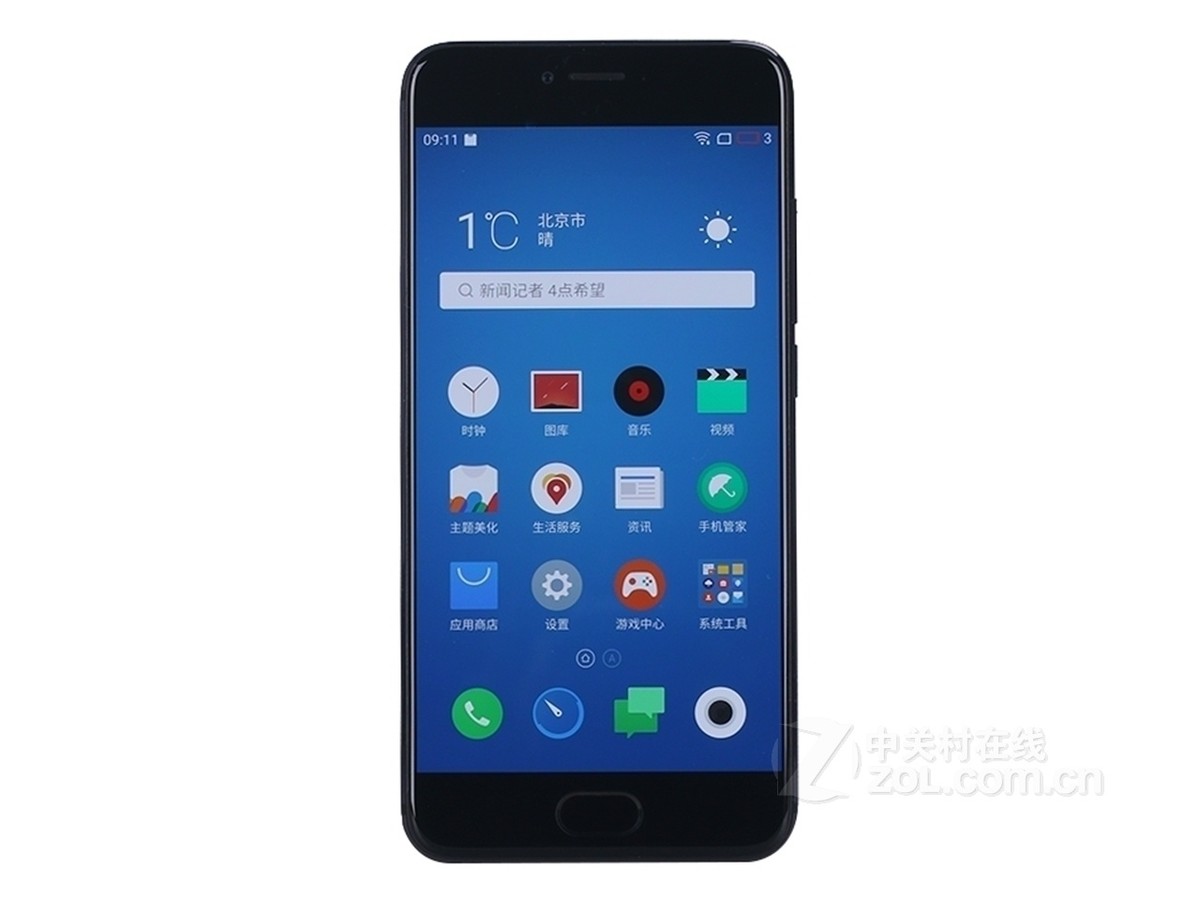 09:11
3
1℃
北京市
晴
新闻记者 4点希望
时钟
图库
音乐
视频
主题美化
生活服务
资讯
手机管家
应用商店
设置
游戏中心
系统工具
A
中关村在线
ZOL.com.cn